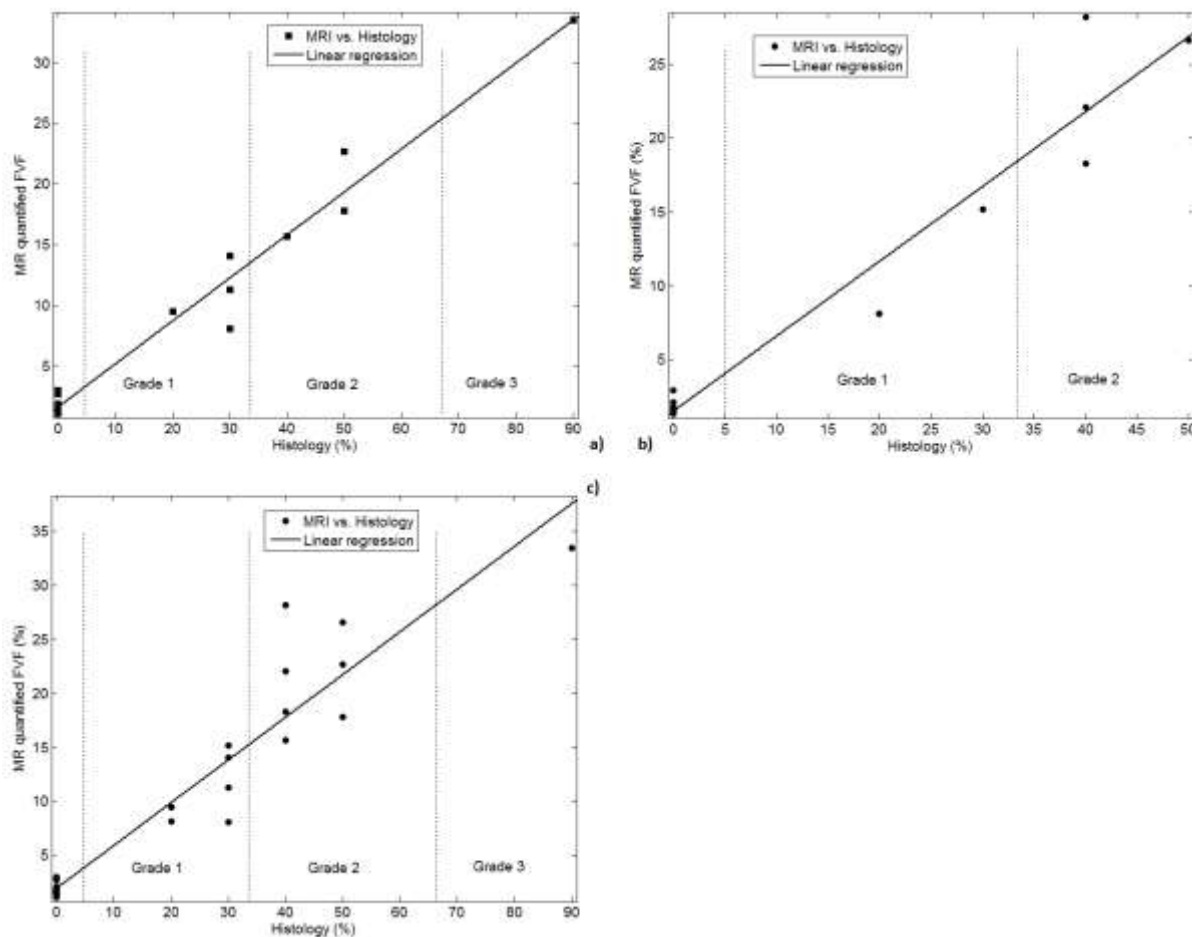 MRI vs. Histology
Linear regression
30
25
20
15
10
5
MR quantified FVF
Grade 1
Grade 2
Grade 3
0 10 20 30 40 50 60 70 80 90
Histology (%)
a)
MRI vs. Histology
Linear regression
25
20
15
10
5
MR quantified FVF (%)
Grade 1
Grade 2
0 5 10 15 20 25 30 35 40 45 50
Histology (%)
b)
c)
MRI vs. Histology
Linear regression
35
30
25
20
15
10
5
MR quantified FVF (%)
Grade 1
Grade 2
Grade 3
0 10 20 30 40 50 60 70 80 90
Histology (%)